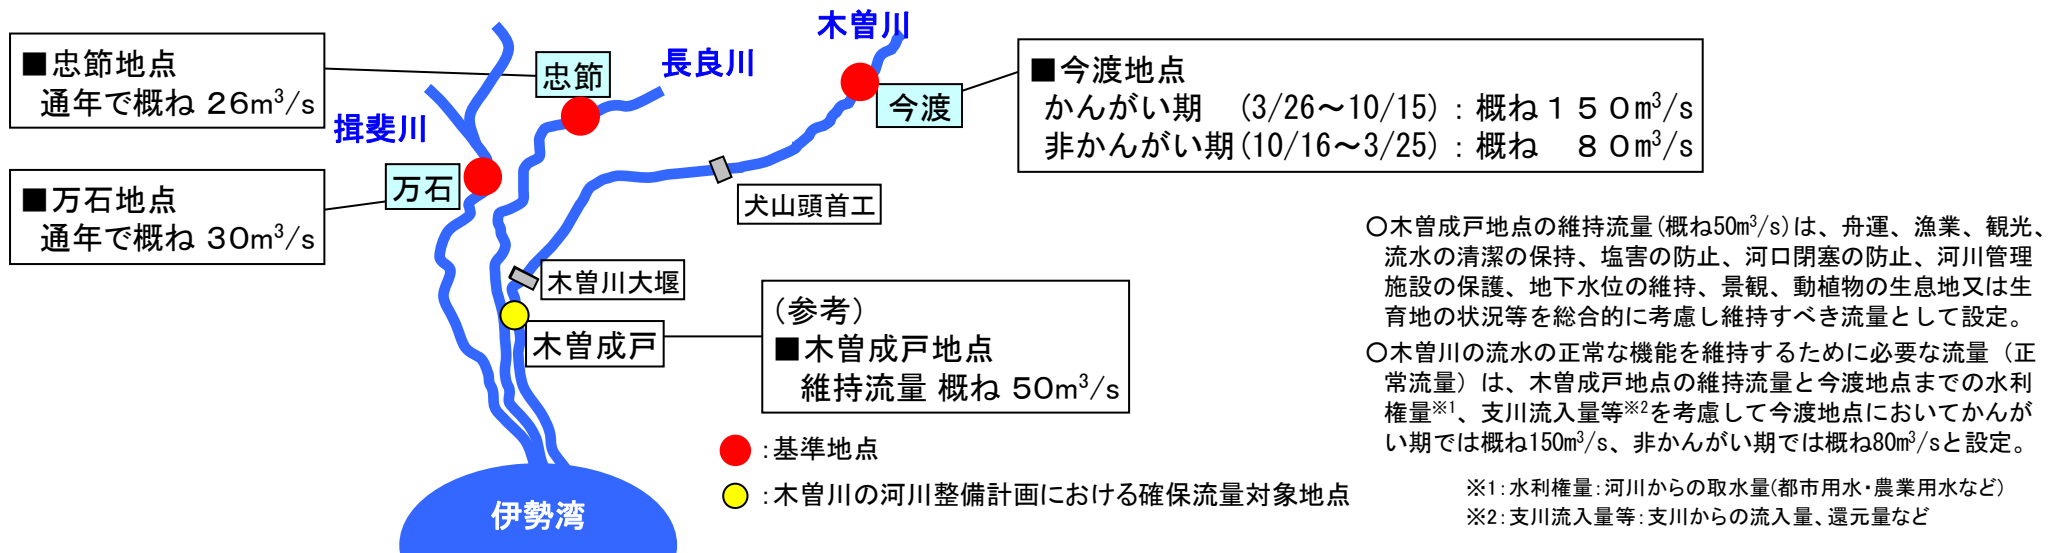 ■忠節地点
通年で概ね 26m³/s
忠節
長良川
木曽川
■今渡地点
かんがい期 (3/26～10/15) : 概ね150m³/s
非かんがい期(10/16～3/25) : 概ね 80m³/s
今渡
揖斐川
■万石地点
通年で概ね 30m³/s
万石
犬山頭首工
木曽川大堰
木曽成戸
(参考)
■木曽成戸地点
維持流量 概ね 50m³/s
○木曽成戸地点の維持流量(概ね50m³/s)は、舟運、漁業、観光、
流水の清潔の保持、塩害の防止、河口閉塞の防止、河川管理
施設の保護、地下水位の維持、景観、動植物の生息地又は生
育地の状況等を総合的に考慮し維持すべき流量として設定。
○木曽川の流水の正常な機能を維持するために必要な流量（正
常流量）は、木曽成戸地点の維持流量と今渡地点までの水利
権量※1、支川流入量等※2を考慮して今渡地点においてかんが
い期では概ね150m³/s、非かんがい期では概ね80m³/sと設定。
※1:水利権量:河川からの取水量(都市用水・農業用水など)
※2:支川流入量等:支川からの流入量、還元量など
:基準地点
:木曽川の河川整備計画における確保流量対象地点
伊勢湾